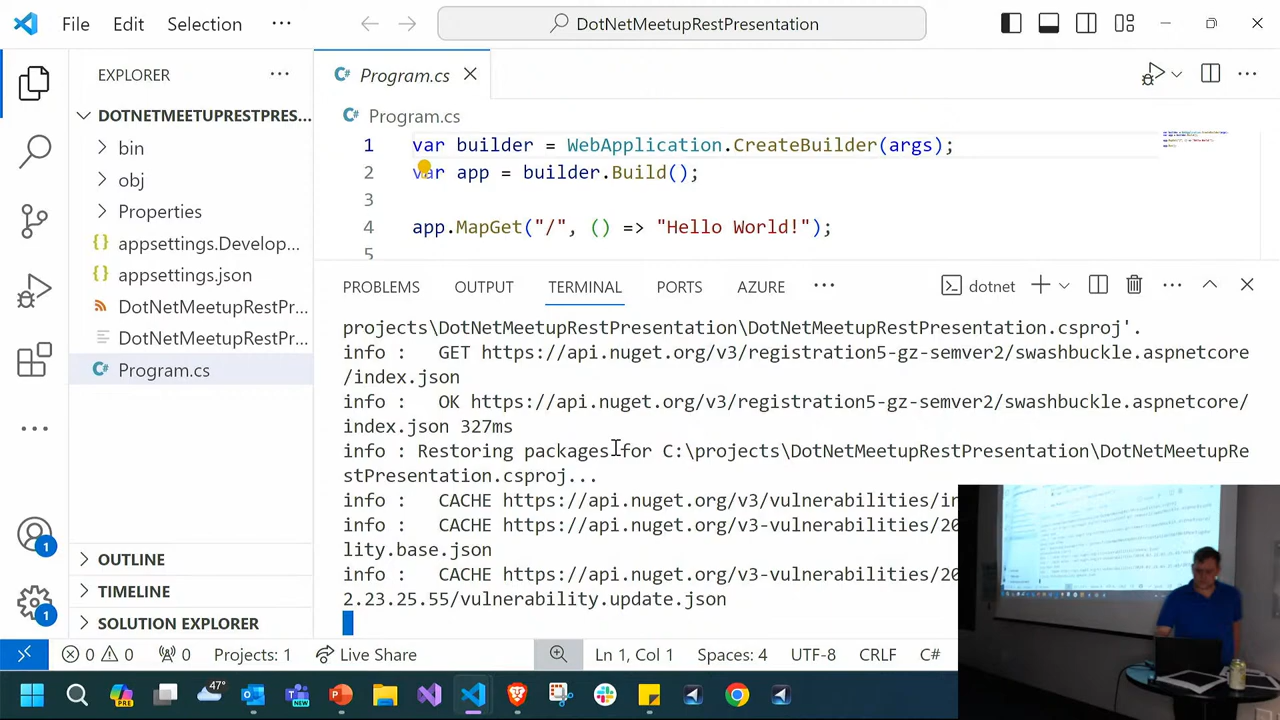 File Edit Selection ···
DotNetMeetupRestPresentation
EXPLORER ···
Program.cs
DOTNETMEETUPRESTPRES...
Program.cs
bin
obj
Properties
appsettings.Develop...
appsettings.json
DotNetMeetupRestPr...
DotNetMeetupRestPr...
Program.cs
1 var builder = WebApplication.CreateBuilder(args);
2 var app = builder.Build();
3
4 app.MapGet("/", () => "Hello World!");
5
PROBLEMS OUTPUT TERMINAL PORTS AZURE ··· dotnet
projects\DotNetMeetupRestPresentation\DotNetMeetupRestPresentation.csproj'.
info :   GET https://api.nuget.org/v3/registration5-gz-semver2/swashbuckle.aspnetcore
/index.json
info :   OK https://api.nuget.org/v3/registration5-gz-semver2/swashbuckle.aspnetcore/
index.json 327ms
info : Restoring packages for C:\projects\DotNetMeetupRestPresentation\DotNetMeetupRe
stPresentation.csproj...
info :   CACHE https://api.nuget.org/v3/vulnerabilities/in
info :   CACHE https://api.nuget.org/v3-vulnerabilities/20
lity.base.json
info :   CACHE https://api.nuget.org/v3-vulnerabilities/20
2.23.25.55/vulnerability.update.json
OUTLINE
TIMELINE
SOLUTION EXPLORER
1
1
0 0 0 Projects: 1 Live Share Ln 1, Col 1 Spaces: 4 UTF-8 CRLF C#
PRE 47° NEW